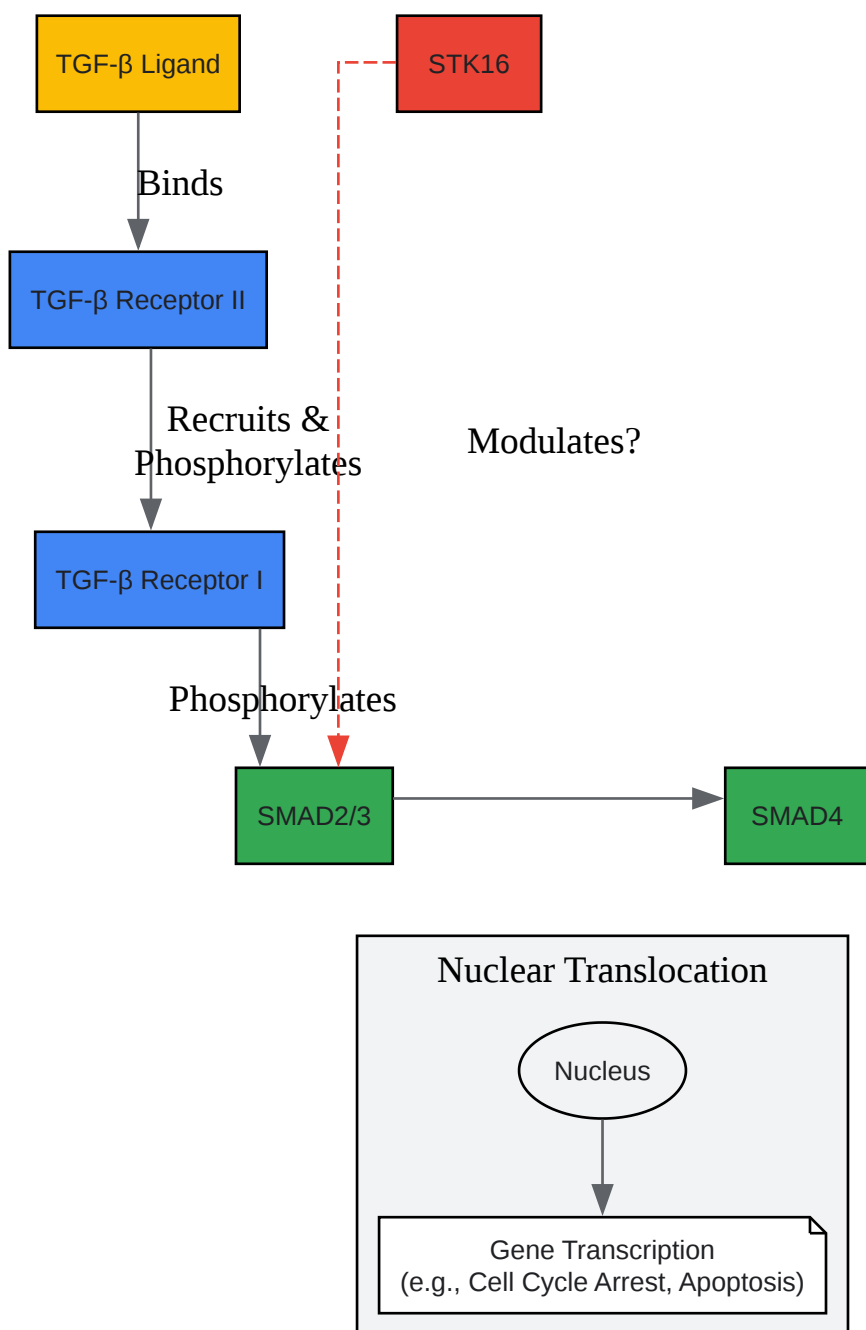 TGF-β Ligand
STK16
Binds
TGF-β Receptor II
Recruits &
Phosphorylates
Modulates?
TGF-β Receptor I
Phosphorylates
SMAD2/3
SMAD4
Nuclear Translocation
Nucleus
Gene Transcription
(e.g., Cell Cycle Arrest, Apoptosis)